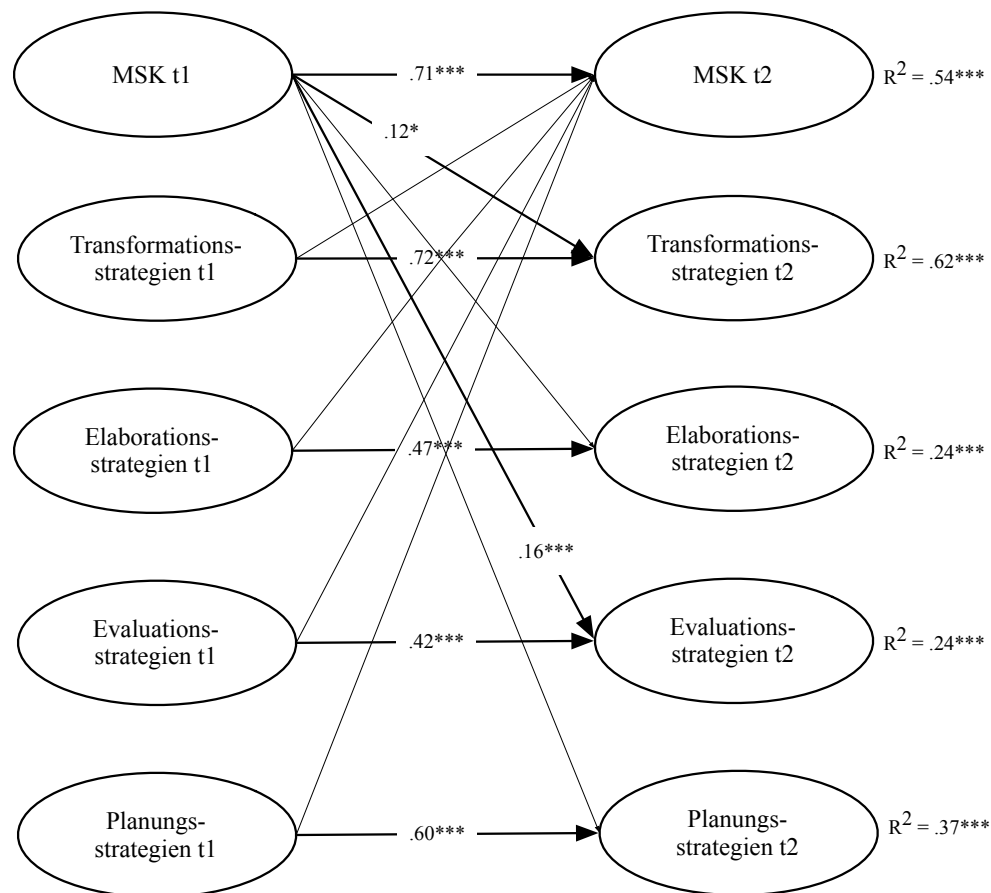 MSK t1
.71***
MSK t2
R² = .54***
.12*
Transformations-
strategien t1
.72***
Transformations-
strategien t2
R² = .62***
Elaborations-
strategien t1
.47***
Elaborations-
strategien t2
R² = .24***
.16***
Evaluations-
strategien t1
.42***
Evaluations-
strategien t2
R² = .24***
Planungs-
strategien t1
.60***
Planungs-
strategien t2
R² = .37***